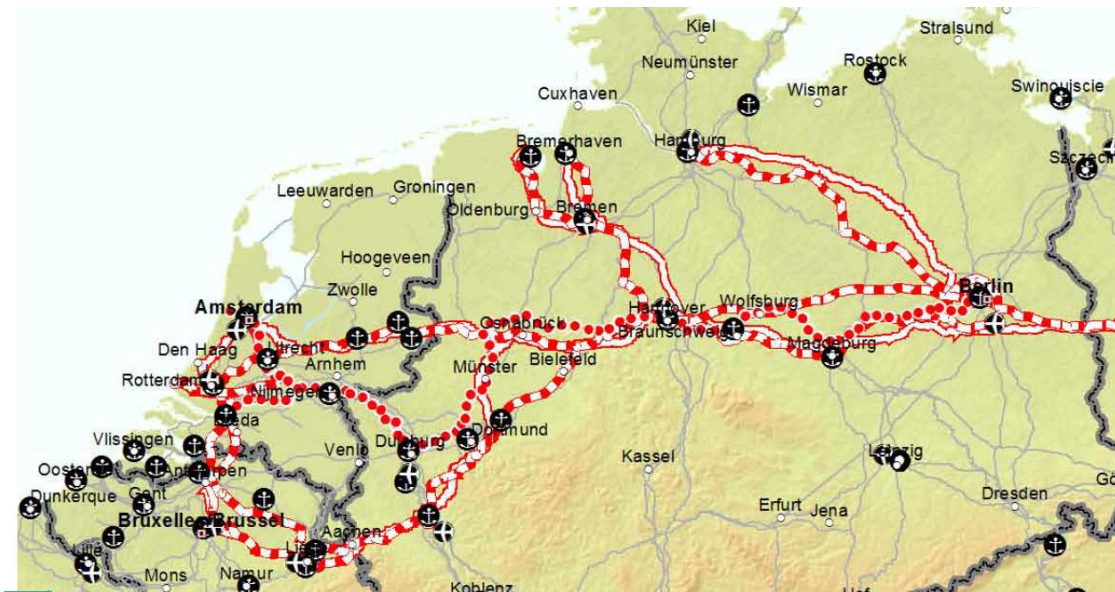 Kiel
Stralsund
Neumünster
Rostock
Wismar
Swinoujscie
Cuxhaven
Bremerhaven
Hamburg
Groningen
Leeuwarden
Oldenburg
Bremen
Hoogeveen
Zwolle
Berlin
Amsterdam
Hannover
Wolfsburg
Osnabrück
Braunschweig
Utrecht
Magdeburg
Den Haag
Bielefeld
Arnhem
Münster
Rotterdam
Nijmegen
Breda
Dortmund
Vlissingen
Duisburg
Venlo
Leipzig
Antwerpen
Kassel
Dunkerque
Gent
Erfurt
Dresden
Jena
Bruxelles/Brussel
Aachen
Lille
Mons
Namur
Koblenz